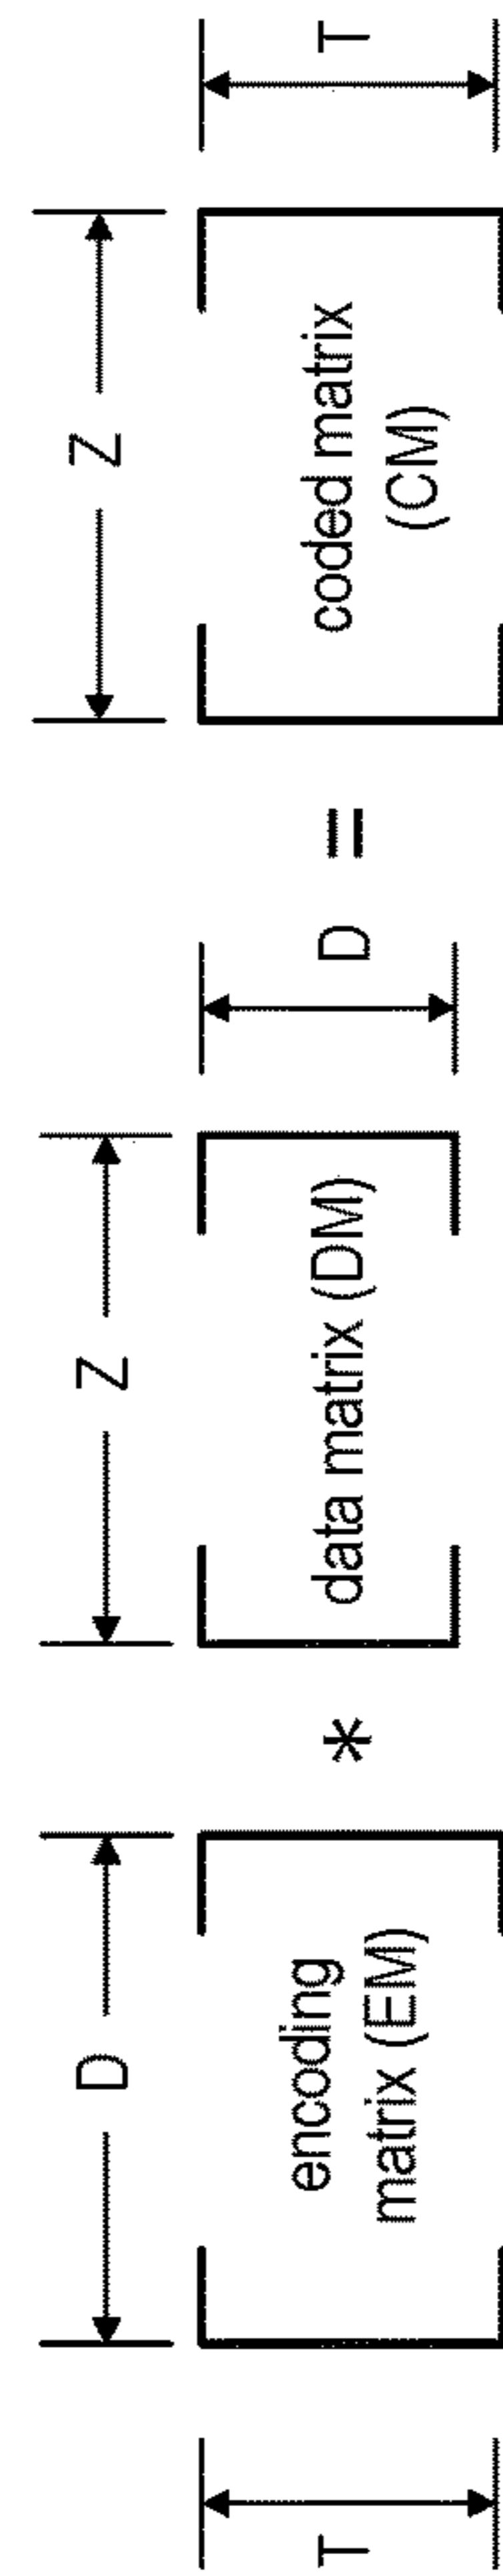 D
Z
Z
T
encoding
matrix (EM)
*
data matrix (DM)
D
=
coded matrix
(CM)
T